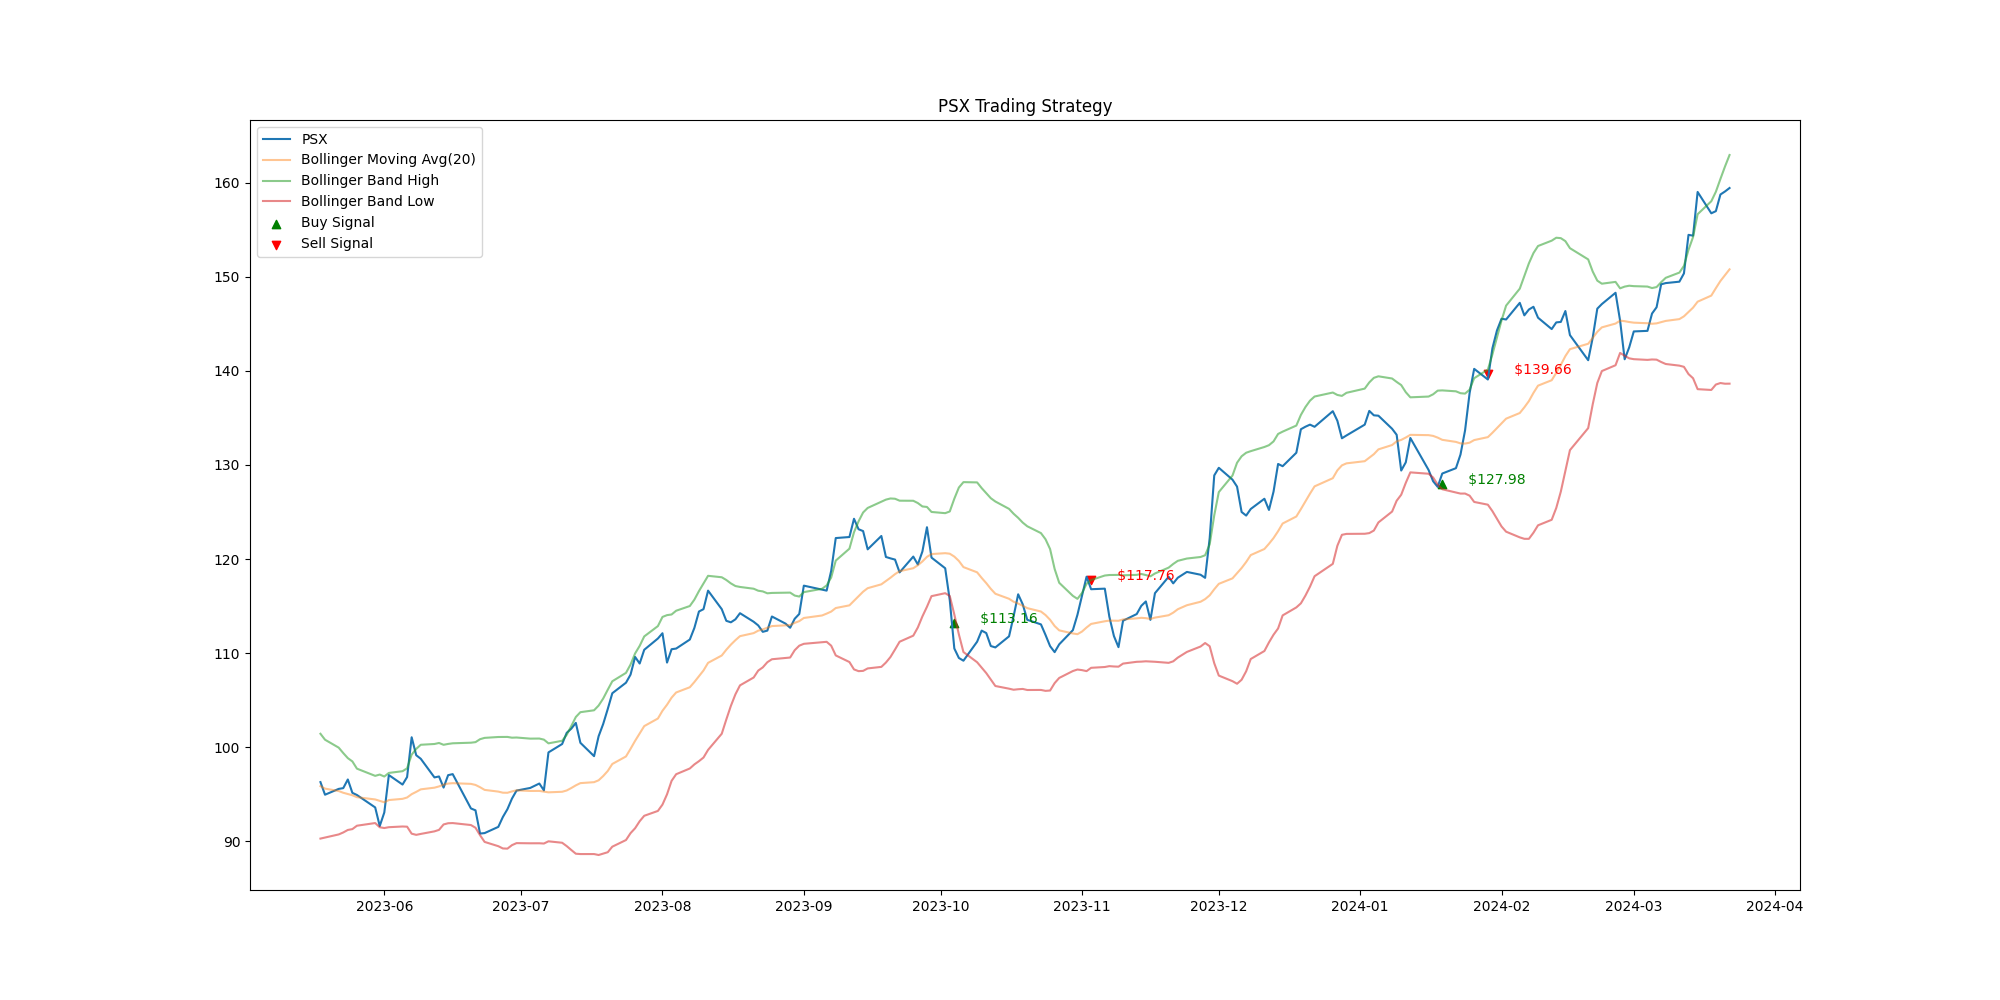 PSX Trading Strategy
PSX
Bollinger Moving Avg(20)
Bollinger Band High
Bollinger Band Low
Buy Signal
Sell Signal
160
150
140
130
120
110
100
90
$139.66
$127.98
$117.76
$113.16
2023-06 2023-07 2023-08 2023-09 2023-10 2023-11 2023-12 2024-01 2024-02 2024-03 2024-04